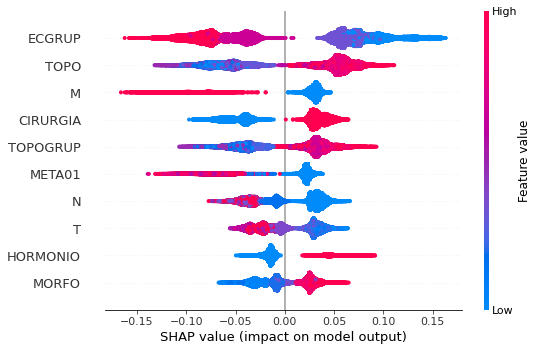 High
ECGRUP
TOPO
M
CIRURGIA
TOPOGRUP
META01
N
T
HORMONIO
MORFO
Feature value
Low
−0.15 −0.10 −0.05 0.00 0.05 0.10 0.15
SHAP value (impact on model output)